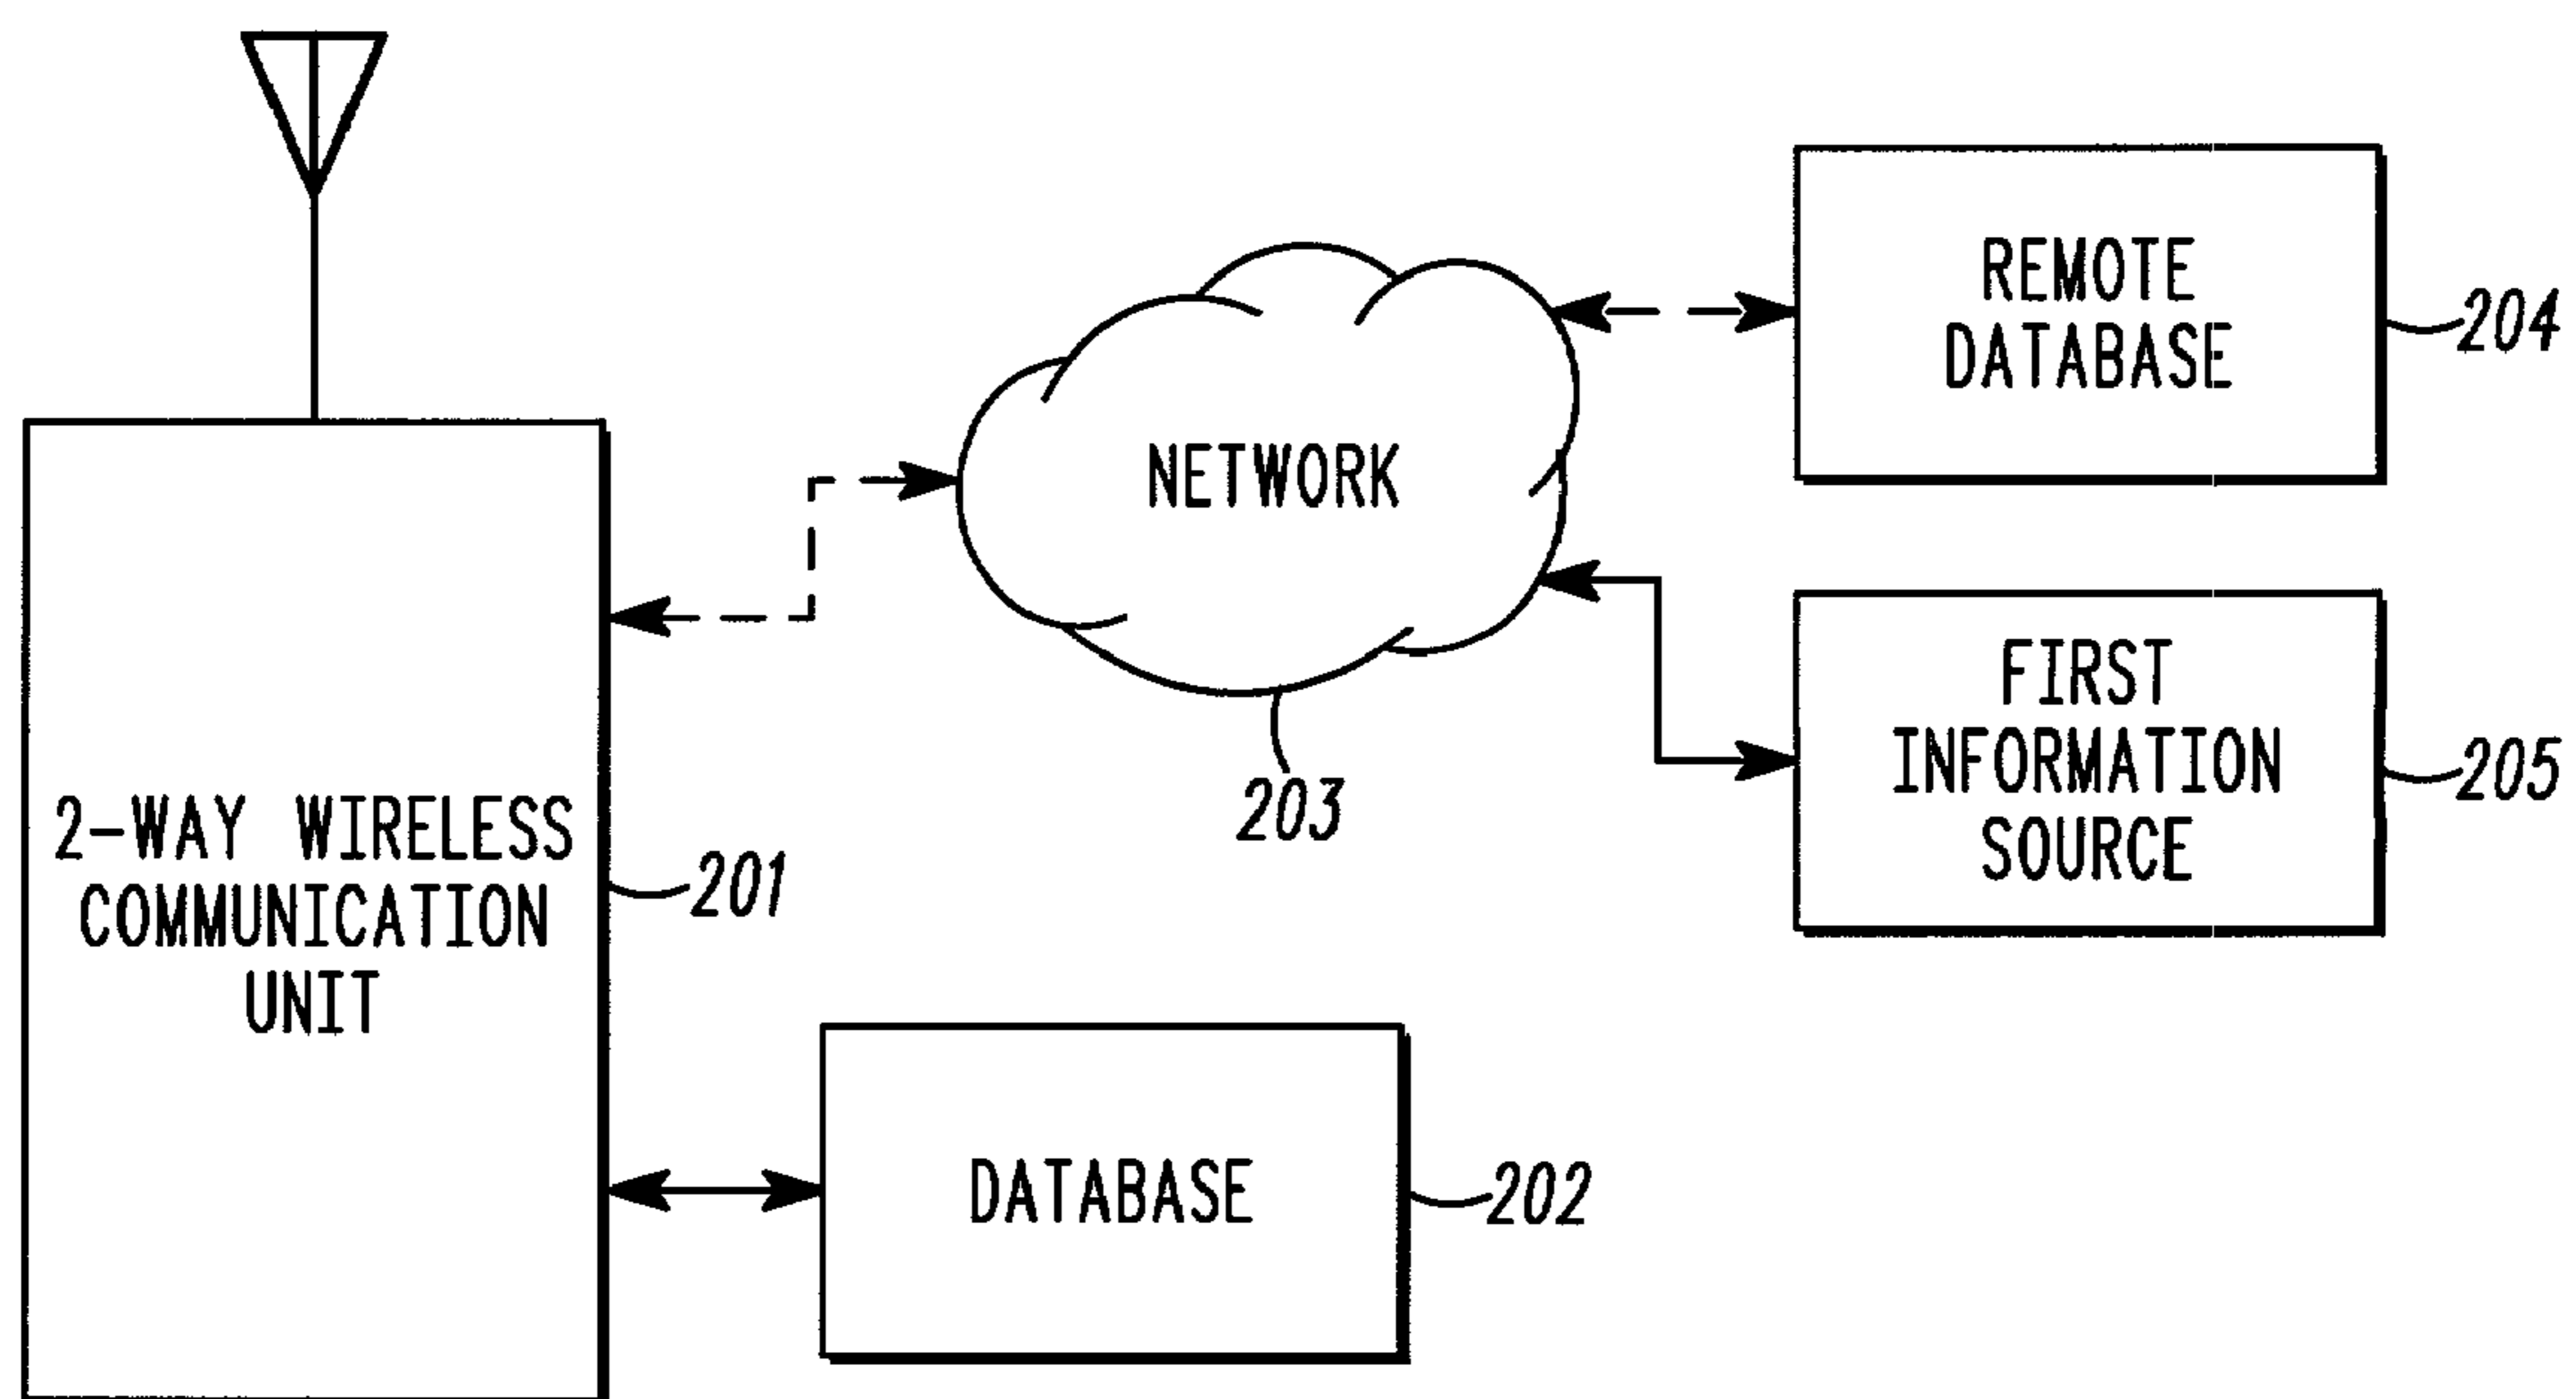 REMOTE
DATABASE
204
NETWORK
203
FIRST
INFORMATION
SOURCE
205
2-WAY WIRELESS
COMMUNICATION
UNIT
201
DATABASE
202